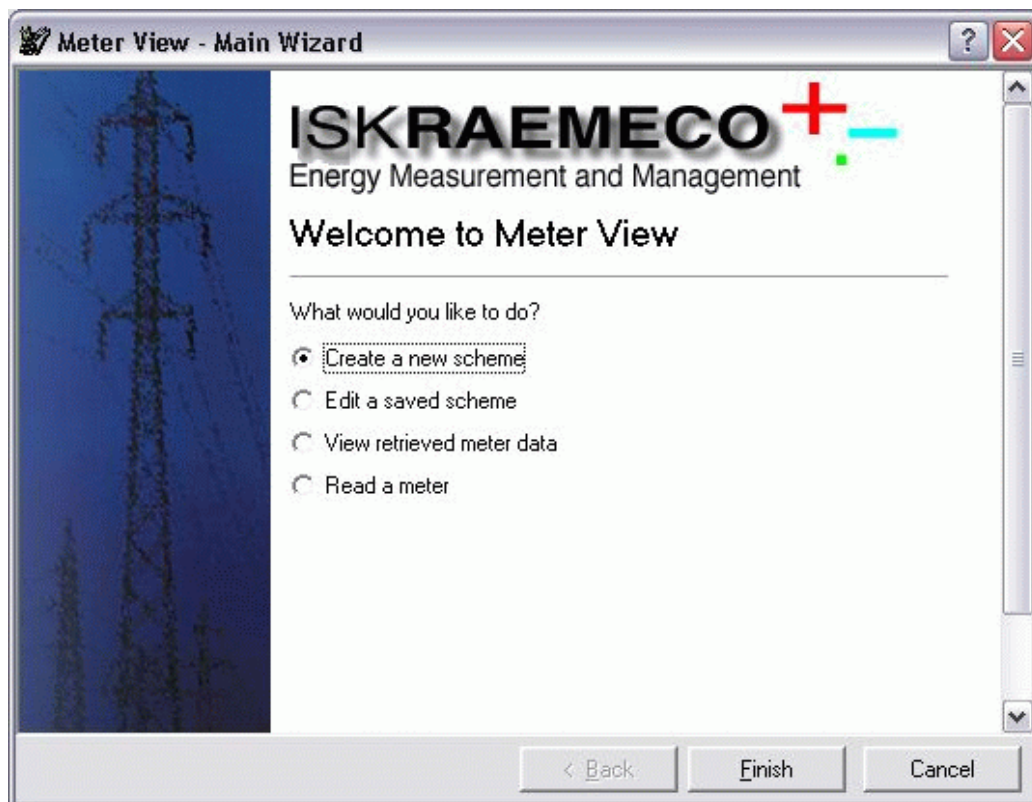 Meter View - Main Wizard
?
ISKRAEMECO
Energy Measurement and Management
Welcome to Meter View
What would you like to do?
Create a new scheme
Edit a saved scheme
View retrieved meter data
Read a meter
< Back Finish Cancel